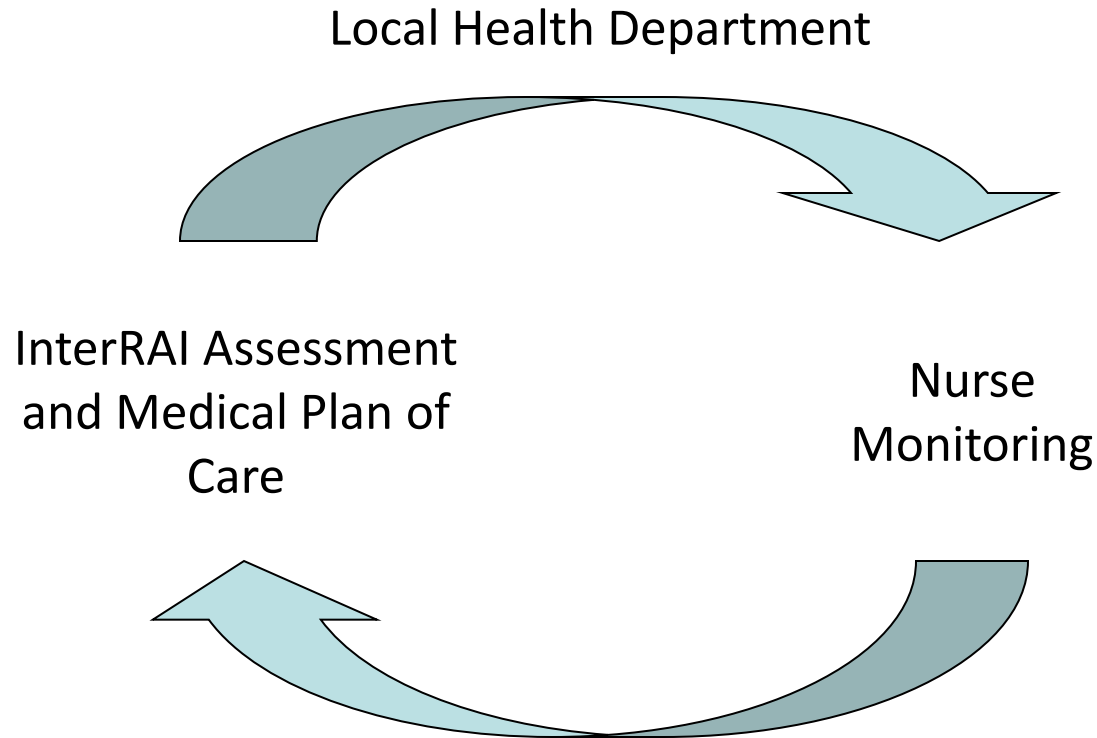 Local Health Department
InterRAI Assessment
and Medical Plan of
Care
Nurse
Monitoring